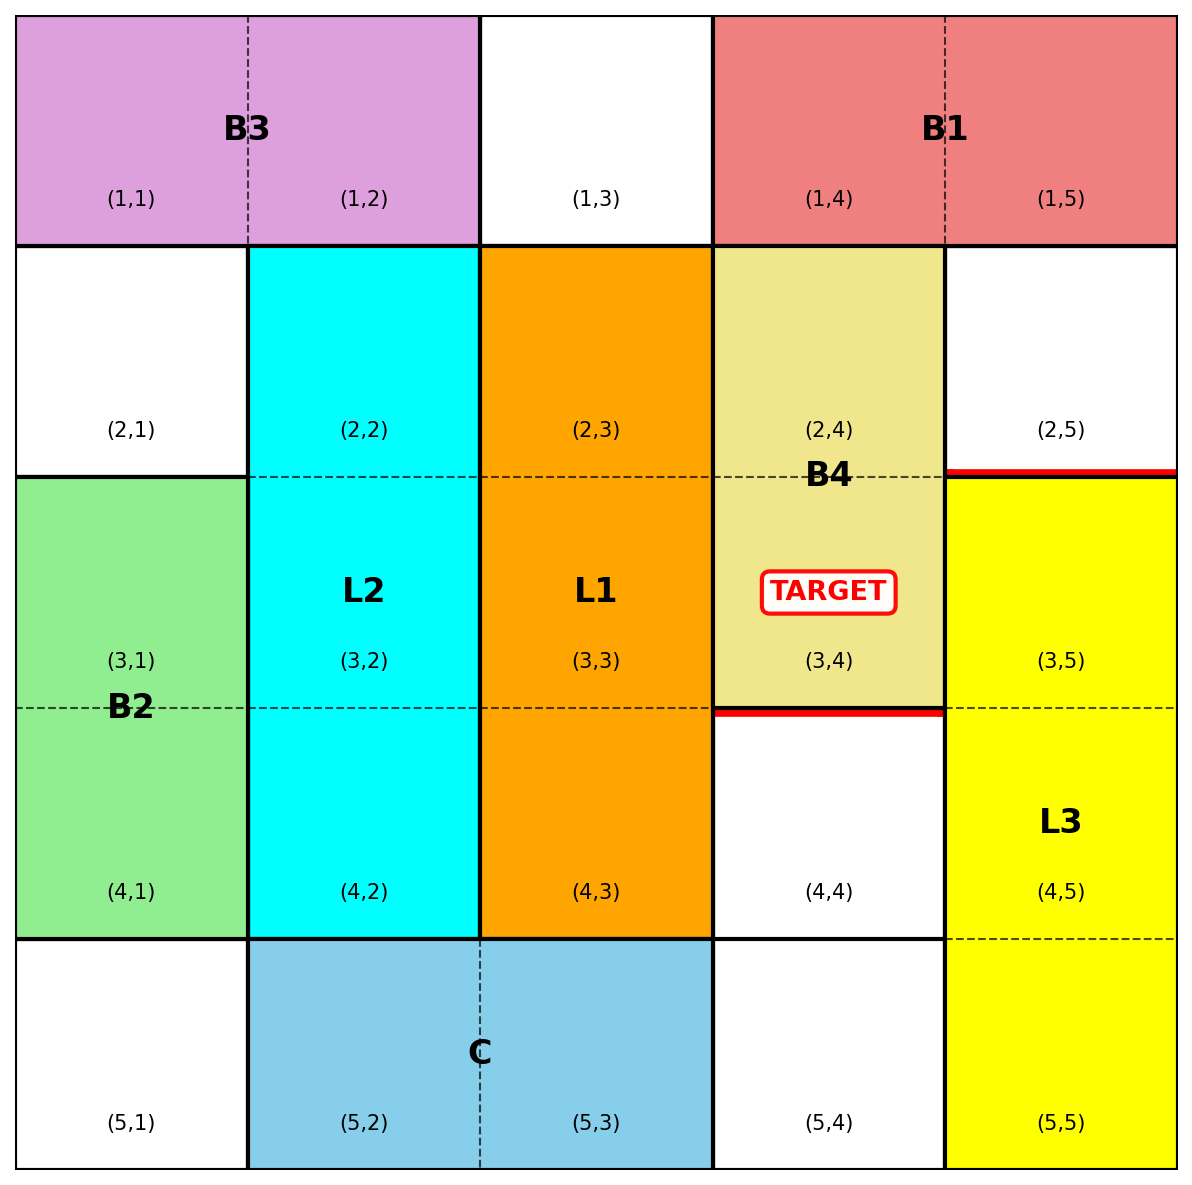 B3
B1
(1,1)
(1,2)
(1,3)
(1,4)
(1,5)
(2,1)
(2,2)
(2,3)
(2,4)
(2,5)
B4
L2
L1
TARGET
(3,1)
(3,2)
(3,3)
(3,4)
(3,5)
B2
L3
(4,1)
(4,2)
(4,3)
(4,4)
(4,5)
C
(5,1)
(5,2)
(5,3)
(5,4)
(5,5)